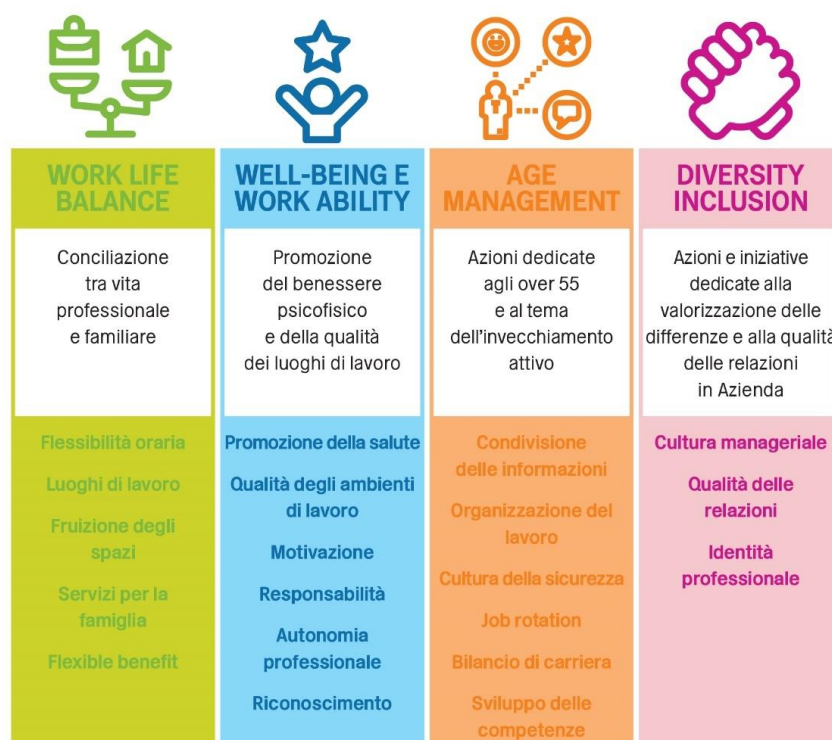 WORK LIFE
BALANCE
Conciliazione
tra vita
professionale
e familiare
Flessibilità oraria
Luoghi di lavoro
Fruizione degli
spazi
Servizi per la
famiglia
Flexible benefit
WELL-BEING E
WORK ABILITY
Promozione
del benessere
psicofisico
e della qualità
dei luoghi di lavoro
Promozione della salute
Qualità degli ambienti
di lavoro
Motivazione
Responsabilità
Autonomia
professionale
Riconoscimento
AGE
MANAGEMENT
Azioni dedicate
agli over 55
e al tema
dell'invecchiamento
attivo
Condivisione
delle informazioni
Organizzazione del
lavoro
Cultura della sicurezza
Job rotation
Bilancio di carriera
Sviluppo delle
competenze
DIVERSITY
INCLUSION
Azioni e iniziative
dedicate alla
valorizzazione delle
differenze e alla qualità
delle relazioni
in Azienda
Cultura manageriale
Qualità delle
relazioni
Identità
professionale